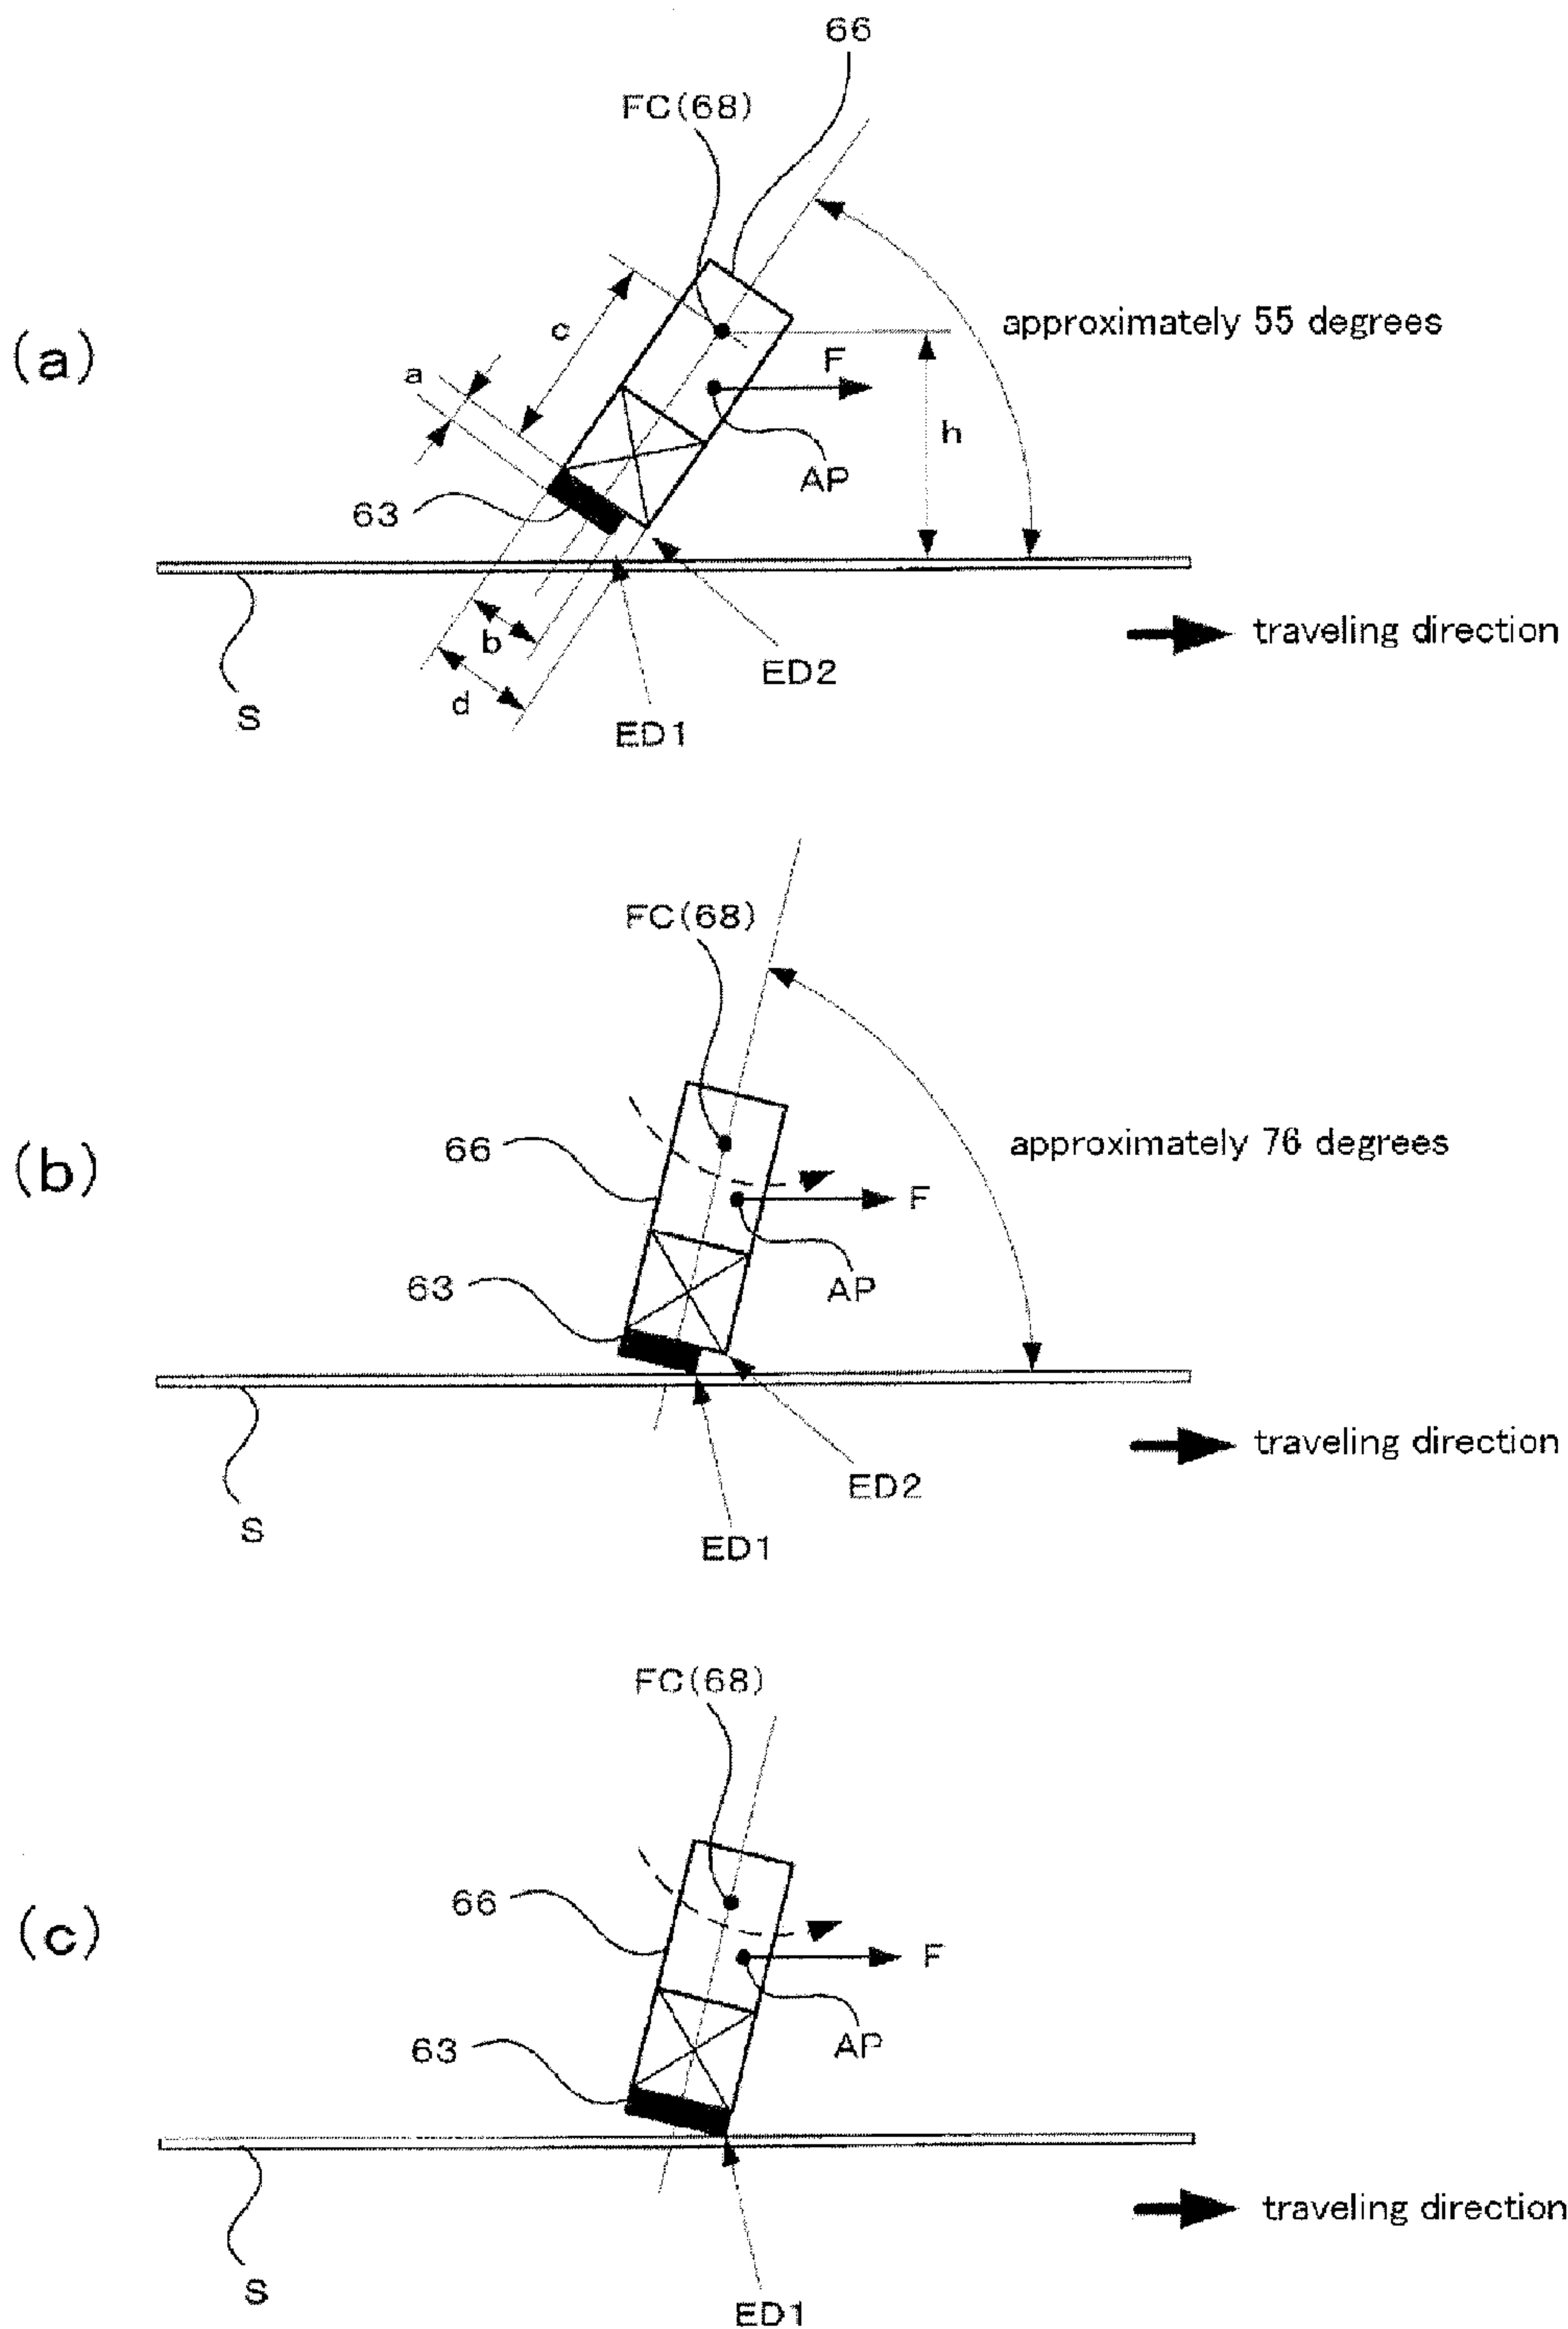 66
FC(68)
(a)
approximately 55 degrees
c
a
F
h
AP
63
traveling direction
b
ED2
d
S
ED1
FC(68)
(b)
66
approximately 76 degrees
F
63
AP
traveling direction
ED2
S
ED1
FC(68)
(c)
66
F
63
AP
traveling direction
S
ED1